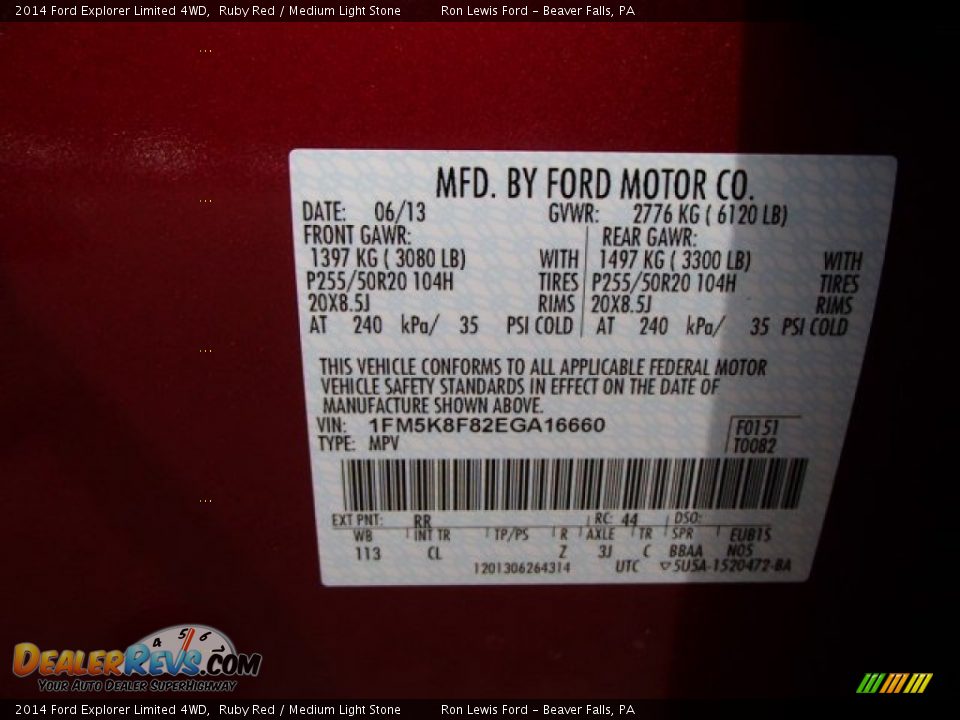 2014 Ford Explorer Limited 4WD, Ruby Red / Medium Light Stone Ron Lewis Ford - Beaver Falls, PA
MFD. BY FORD MOTOR CO.
DATE: 06/13 GVWR: 2776 KG ( 6120 LB)
FRONT GAWR: REAR GAWR:
1397 KG ( 3080 LB) WITH 1497 KG ( 3300 LB) WITH
P255/50R20 104H TIRES P255/50R20 104H TIRES
20X8.5J RIMS 20X8.5J RIMS
AT 240 kPa/ 35 PSI COLD AT 240 kPa/ 35 PSI COLD
THIS VEHICLE CONFORMS TO ALL APPLICABLE FEDERAL MOTOR
VEHICLE SAFETY STANDARDS IN EFFECT ON THE DATE OF
MANUFACTURE SHOWN ABOVE.
VIN: 1FM5K8F82EGA16660 F0151
TYPE: MPV T0082
EXT PNT: RR RC: 44 DSO:
WB INT TR TP/PS R AXLE TR SPR EUB15
113 CL Z 3J C BBAA N05
1201306264314 UTC ▽5U5A-1520472-BA
4 5 6
DEALERREVS.COM
YOUR AUTO DEALER SUPERHIGHWAY
2014 Ford Explorer Limited 4WD, Ruby Red / Medium Light Stone Ron Lewis Ford - Beaver Falls, PA